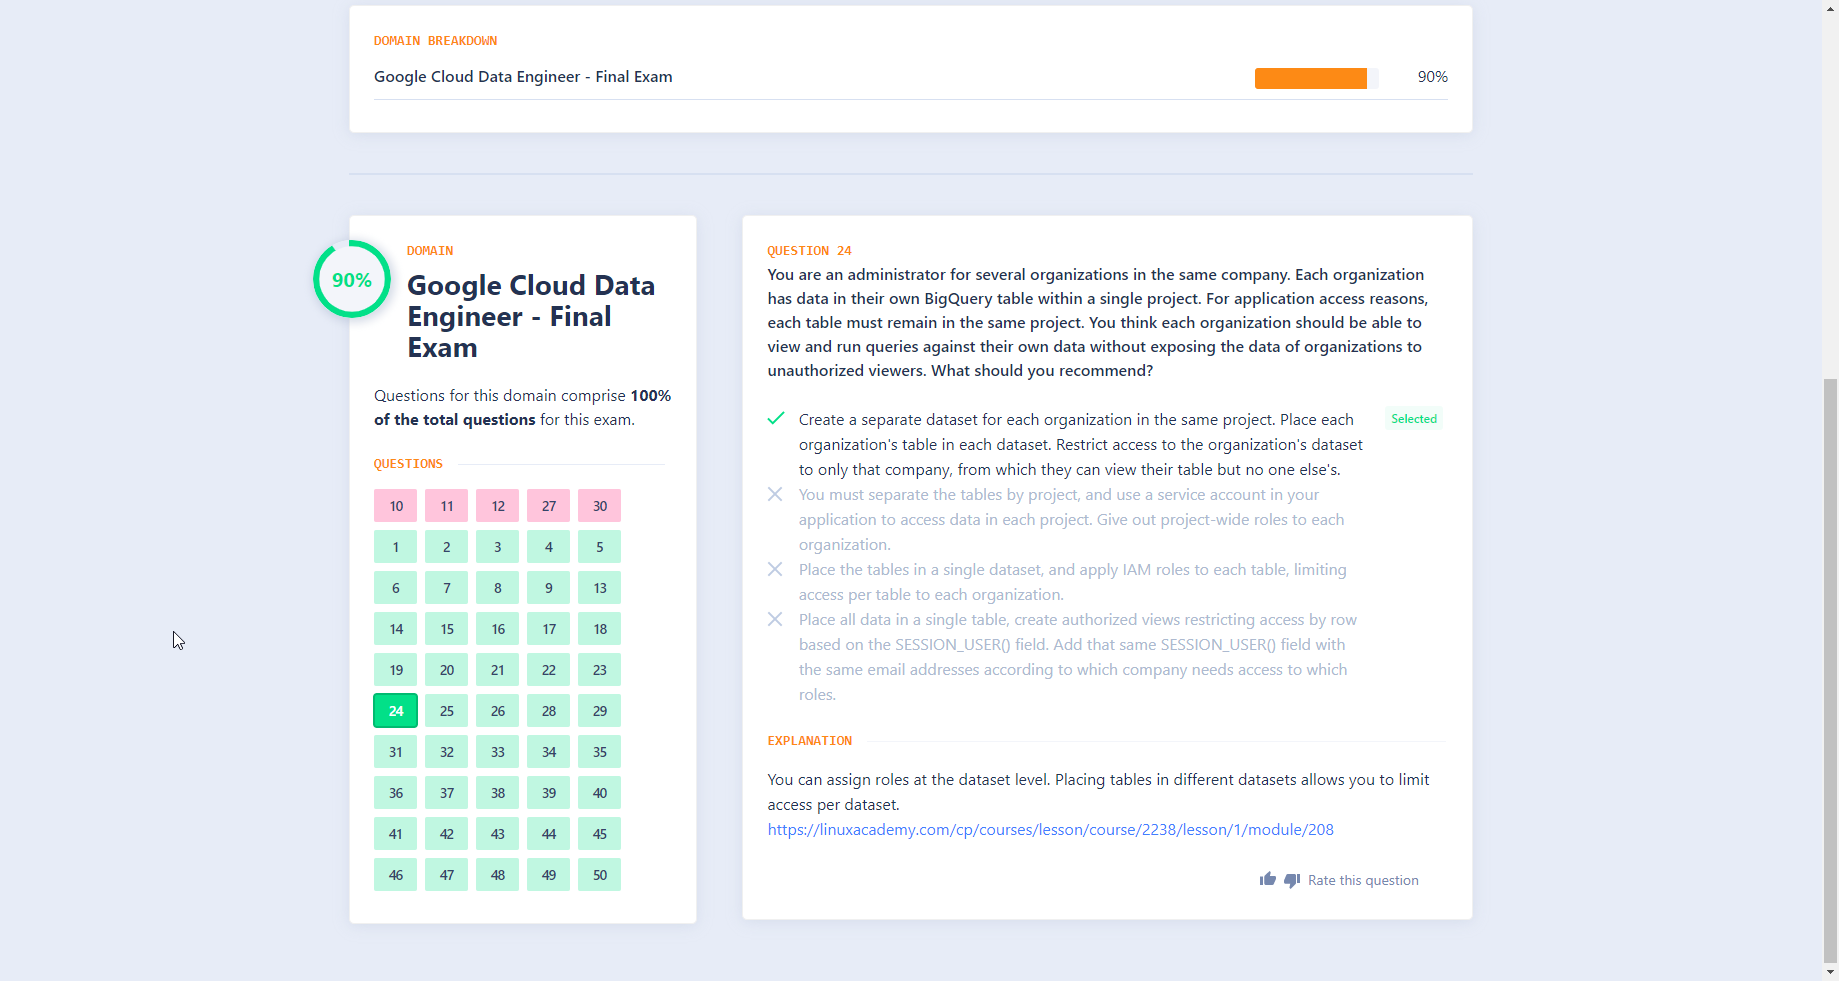 DOMAIN BREAKDOWN
Google Cloud Data Engineer - Final Exam
90%
90%
DOMAIN
Google Cloud Data
Engineer - Final
Exam
Questions for this domain comprise 100%
of the total questions for this exam.
QUESTIONS
10 11 12 27 30
1 2 3 4 5
6 7 8 9 13
14 15 16 17 18
19 20 21 22 23
24 25 26 28 29
31 32 33 34 35
36 37 38 39 40
41 42 43 44 45
46 47 48 49 50
QUESTION 24
You are an administrator for several organizations in the same company. Each organization
has data in their own BigQuery table within a single project. For application access reasons,
each table must remain in the same project. You think each organization should be able to
view and run queries against their own data without exposing the data of organizations to
unauthorized viewers. What should you recommend?
Create a separate dataset for each organization in the same project. Place each
Selected
organization's table in each dataset. Restrict access to the organization's dataset
to only that company, from which they can view their table but no one else's.
You must separate the tables by project, and use a service account in your
application to access data in each project. Give out project-wide roles to each
organization.
Place the tables in a single dataset, and apply IAM roles to each table, limiting
access per table to each organization.
Place all data in a single table, create authorized views restricting access by row
based on the SESSION_USER() field. Add that same SESSION_USER() field with
the same email addresses according to which company needs access to which
roles.
EXPLANATION
You can assign roles at the dataset level. Placing tables in different datasets allows you to limit
access per dataset.
https://linuxacademy.com/cp/courses/lesson/course/2238/lesson/1/module/208
Rate this question